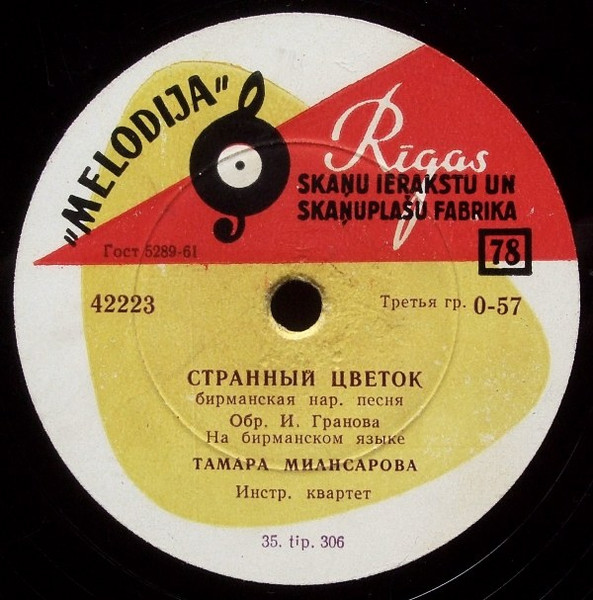 "MELODIJA"
Rīgas
SKAŅU IERAKSTU UN
SKAŅUPLAŠU FABRIKA
Гост 5289-61
78
42223
Третья гр. 0-57
СТРАННЫЙ ЦВЕТОК
бирманская нар. песня
Обр. И. Гранова
На бирманском языке
ТАМАРА МИАНСАРОВА
Инстр. квартет
35. tip. 306